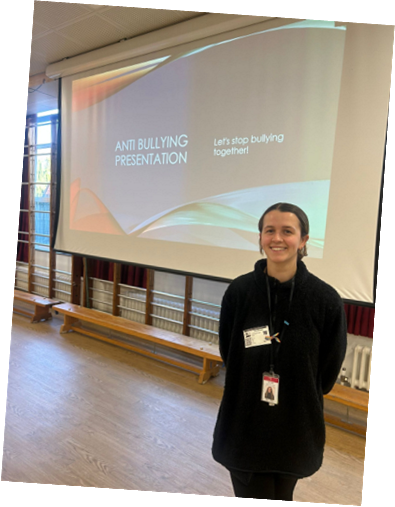 ANTI BULLYING
PRESENTATION
Let's stop bullying
together!